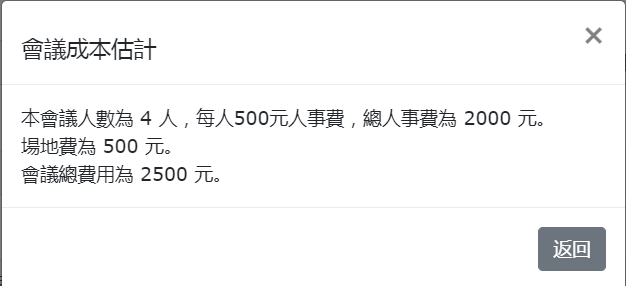 會議成本估計
×
本會議人數為 4 人，每人500元人事費，總人事費為 2000 元。
場地費為 500 元。
會議總費用為 2500 元。
返回